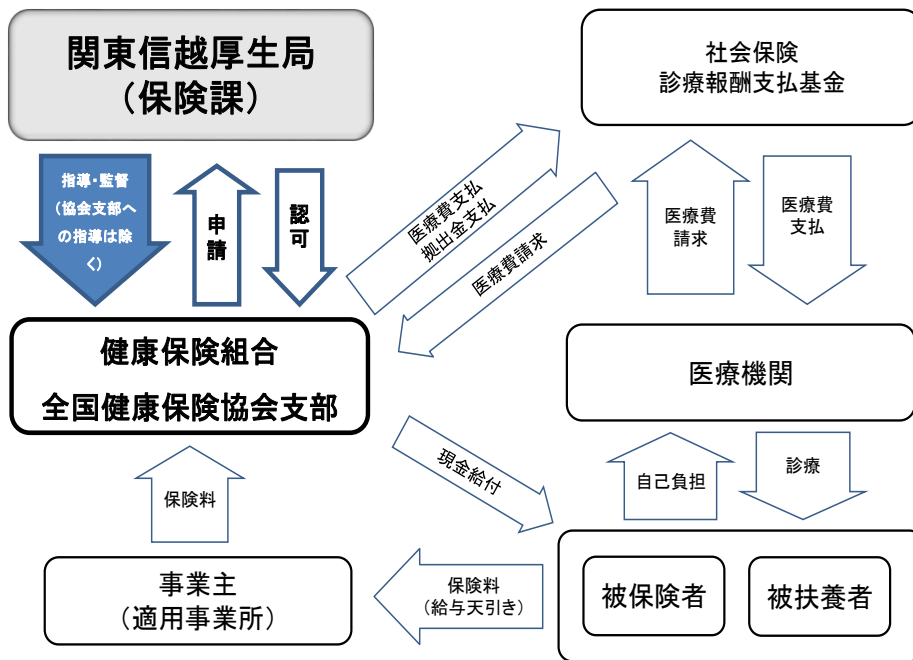 関東信越厚生局
（保険課）
社会保険
診療報酬支払基金
指導・監督
（協会支部へ
の指導は除
く）
申請
認可
医療費支払
拠出金支払
医療費請求
医療費
請求
医療費
支払
健康保険組合
全国健康保険協会支部
医療機関
保険料
現金給付
自己負担
診療
事業主
（適用事業所）
保険料
（給与天引き）
被保険者
被扶養者